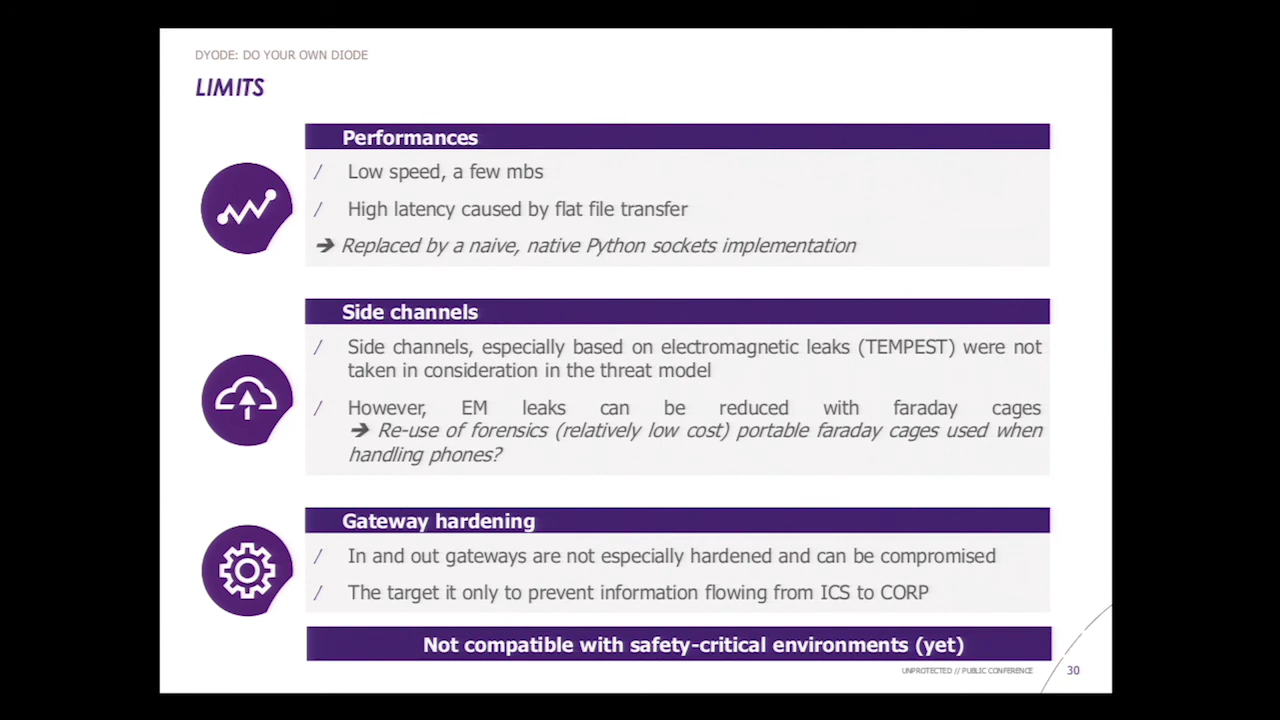 DYODE: DO YOUR OWN DIODE
LIMITS
Performances
/ Low speed, a few mbs
/ High latency caused by flat file transfer
➔ Replaced by a naive, native Python sockets implementation
Side channels
/ Side channels, especially based on electromagnetic leaks (TEMPEST) were not
taken in consideration in the threat model
/ However, EM leaks can be reduced with faraday cages
➔ Re-use of forensics (relatively low cost) portable faraday cages used when
handling phones?
Gateway hardening
/ In and out gateways are not especially hardened and can be compromised
/ The target it only to prevent information flowing from ICS to CORP
Not compatible with safety-critical environments (yet)
UNPROTECTED // PUBLIC CONFERENCE
30